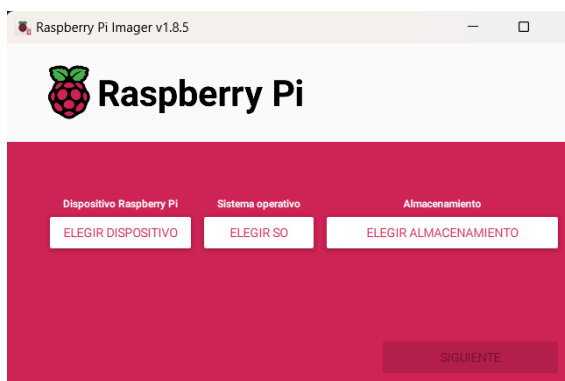 Raspberry Pi Imager v1.8.5
Raspberry Pi
Dispositivo Raspberry Pi Sistema operativo Almacenamiento
ELEGIR DISPOSITIVO ELEGIR SO ELEGIR ALMACENAMIENTO
SIGUIENTE